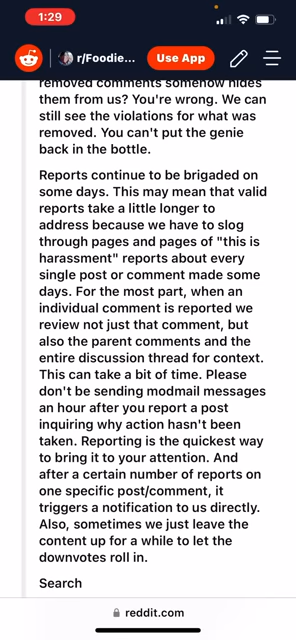 1:29
r/Foodie...
Use App
removed comments somehow hides
them from us? You're wrong. We can
still see the violations for what was
removed. You can't put the genie
back in the bottle.
Reports continue to be brigaded on
some days. This may mean that valid
reports take a little longer to
address because we have to slog
through pages and pages of "this is
harassment" reports about every
single post or comment made some
days. For the most part, when an
individual comment is reported we
review not just that comment, but
also the parent comments and the
entire discussion thread for context.
This can take a bit of time. Please
don't be sending modmail messages
an hour after you report a post
inquiring why action hasn't been
taken. Reporting is the quickest way
to bring it to your attention. And
after a certain number of reports on
one specific post/comment, it
triggers a notification to us directly.
Also, sometimes we just leave the
content up for a while to let the
downvotes roll in.
Search
reddit.com